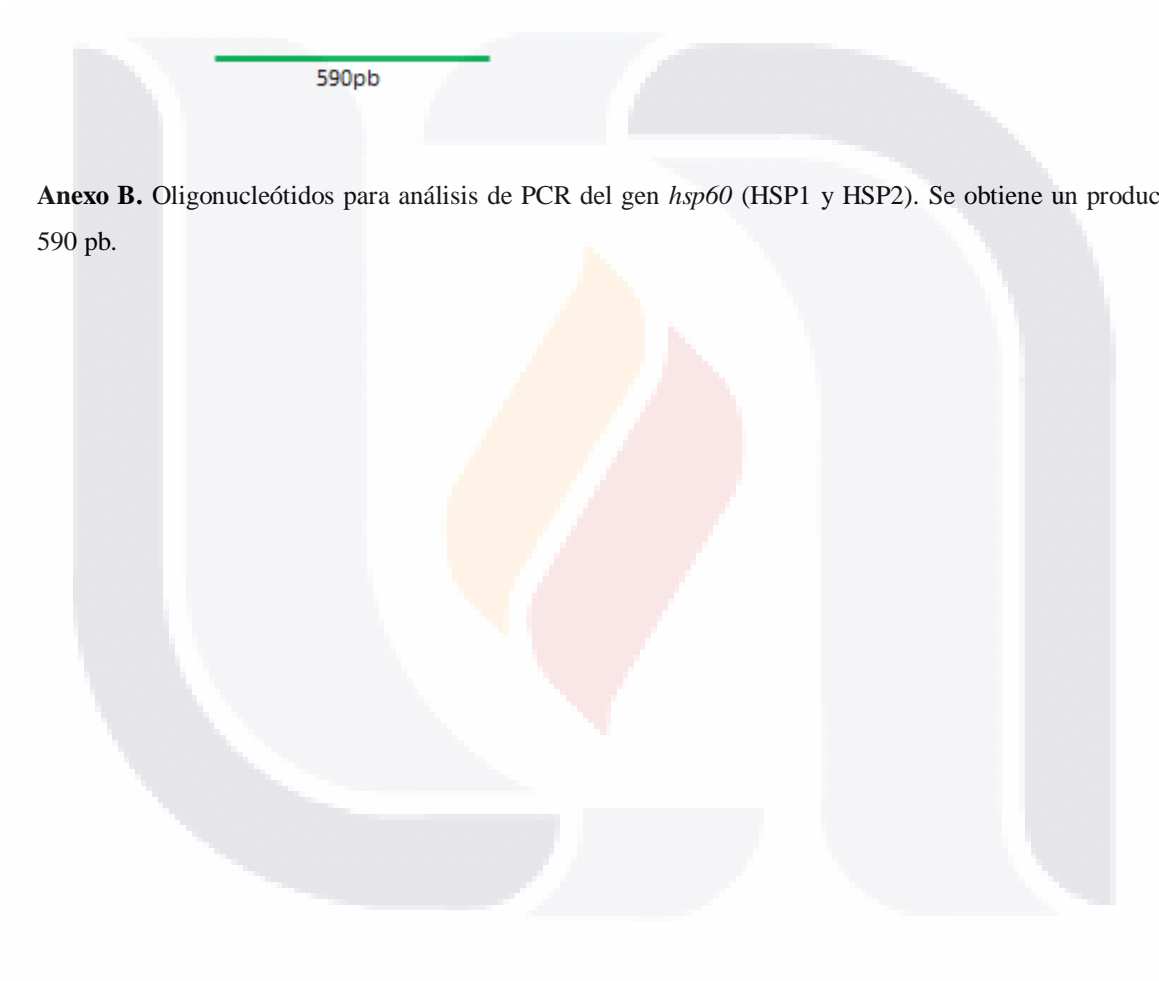 590pb
Anexo B. Oligonucleótidos para análisis de PCR del gen hsp60 (HSP1 y HSP2). Se obtiene un produc
590 pb.